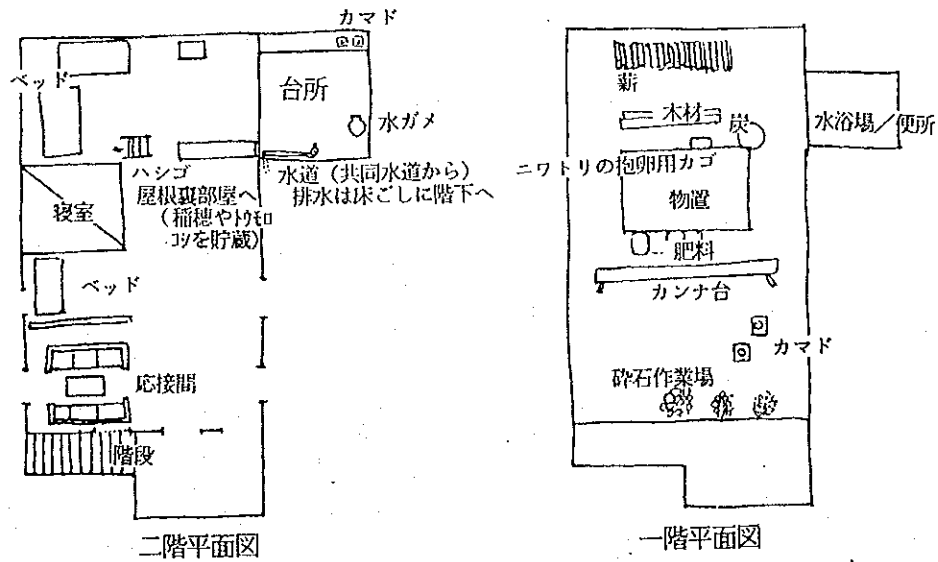 カマド
ベッド
台所
水ガメ
ハシゴ
屋根裏部屋へ
(稲穂やトウモロ
コシを貯蔵)
水道(共同水道から)
排水は床ごしに階下へ
寝室
ベッド
応接間
階段
二階平面図
薪
木材
炭
水浴場/便所
ニワトリの抱卵用カゴ
物置
肥料
カンナ台
カマド
砕石作業場
一階平面図